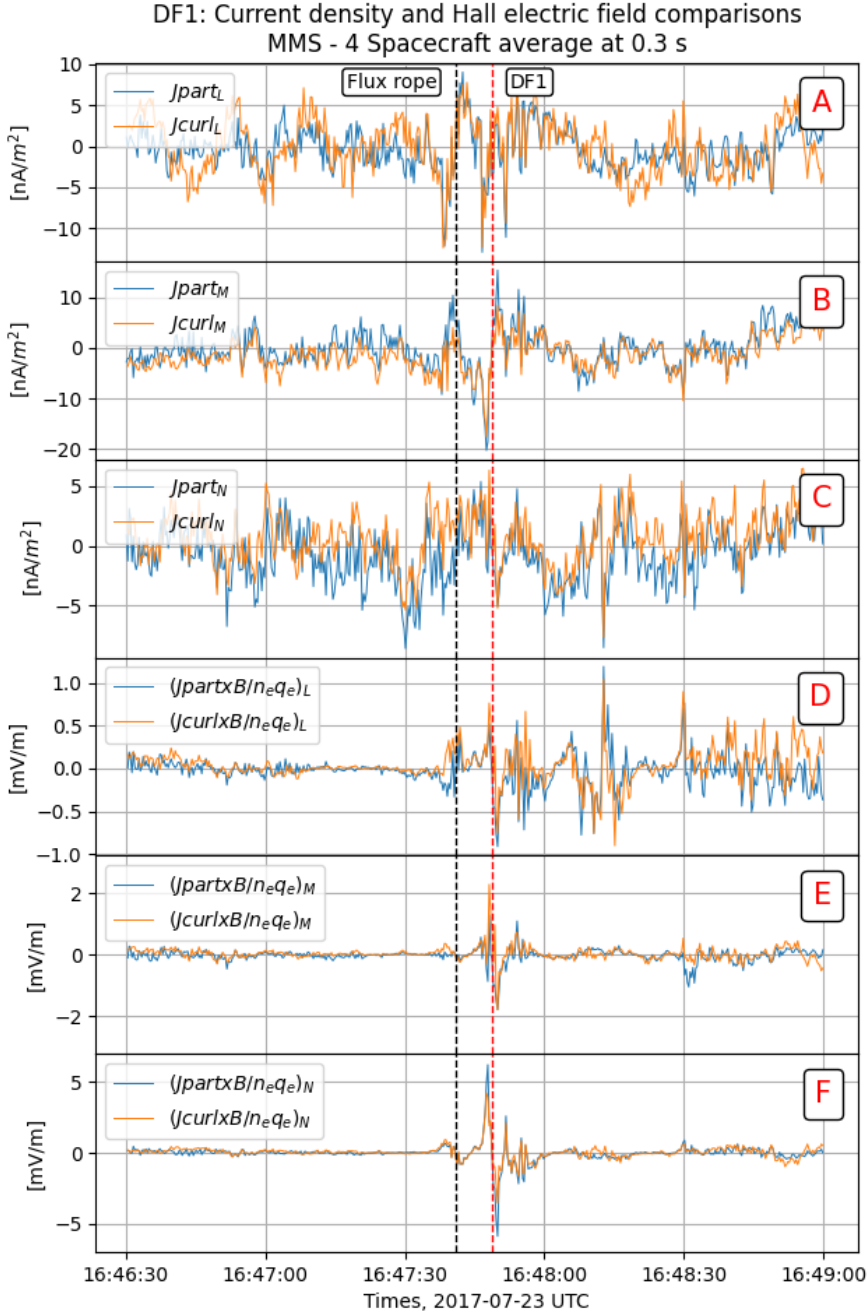 DF1: Current density and Hall electric field comparisons
MMS - 4 Spacecraft average at 0.3 s
10
5
0
−5
−10
[nA/m²]
Jpart_L
Jcurl_L
Flux rope
DF1
A
10
0
−10
−20
[nA/m²]
Jpart_M
Jcurl_M
B
5
0
−5
[nA/m²]
Jpart_N
Jcurl_N
C
1.0
0.5
0.0
−0.5
−1.0
[mV/m]
(JpartxB/n_eq_e)_L
(JcurlxB/n_eq_e)_L
D
2
0
−2
[mV/m]
(JpartxB/n_eq_e)_M
(JcurlxB/n_eq_e)_M
E
5
0
−5
[mV/m]
(JpartxB/n_eq_e)_N
(JcurlxB/n_eq_e)_N
F
16:46:30 16:47:00 16:47:30 16:48:00 16:48:30 16:49:00
Times, 2017-07-23 UTC